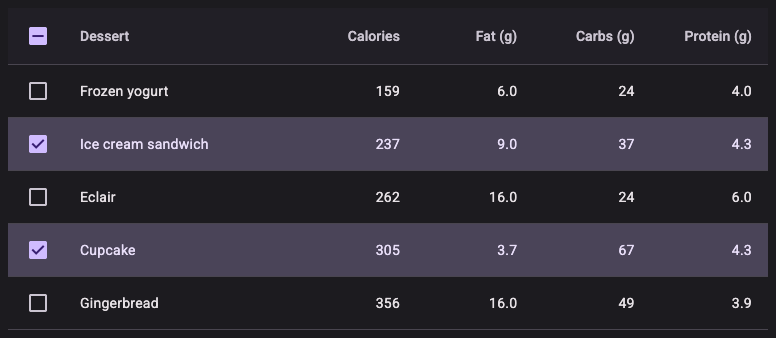 Dessert Calories Fat (g) Carbs (g) Protein (g)
Frozen yogurt 159 6.0 24 4.0
Ice cream sandwich 237 9.0 37 4.3
Eclair 262 16.0 24 6.0
Cupcake 305 3.7 67 4.3
Gingerbread 356 16.0 49 3.9